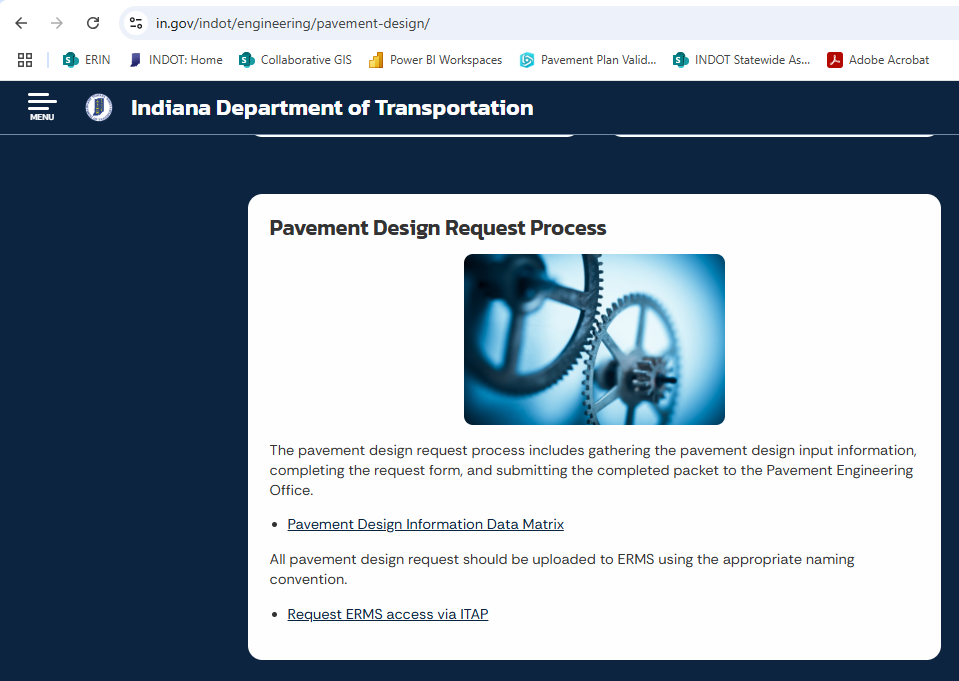 in.gov/indot/engineering/pavement-design/
ERIN
INDOT: Home
Collaborative GIS
Power BI Workspaces
Pavement Plan Valid...
INDOT Statewide As...
Adobe Acrobat
MENU
Indiana Department of Transportation
Pavement Design Request Process
The pavement design request process includes gathering the pavement design input information,
completing the request form, and submitting the completed packet to the Pavement Engineering
Office.
Pavement Design Information Data Matrix
All pavement design request should be uploaded to ERMS using the appropriate naming
convention.
Request ERMS access via ITAP